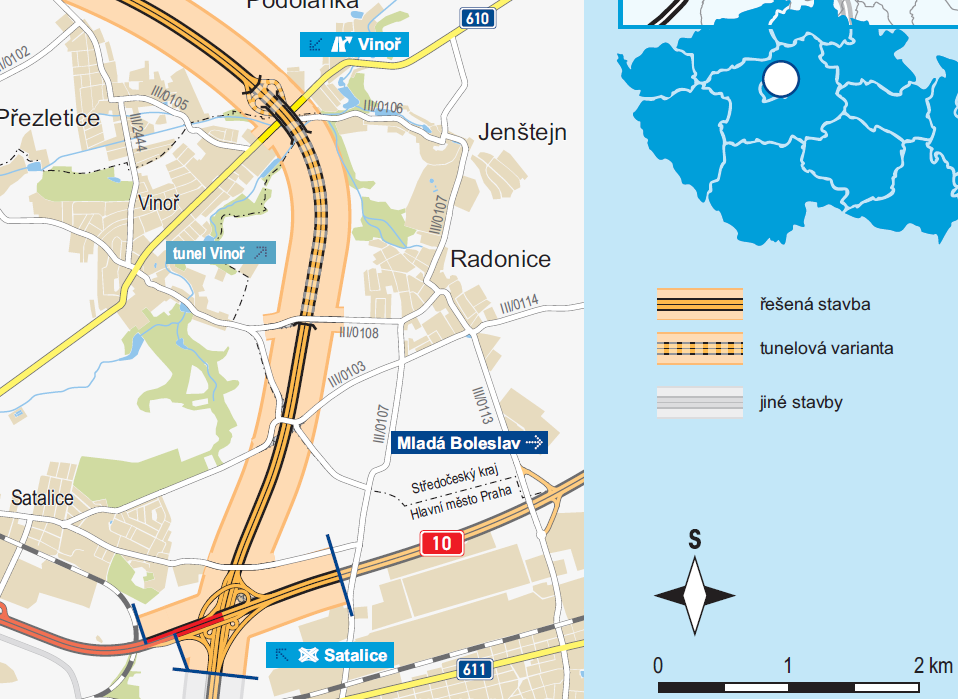 Podolanka
610
Vinoř
III/0102
III/0105
III/0106
Přezletice
III/2444
Jenštejn
Vinoř
III/0107
tunel Vinoř
Radonice
III/0114
III/0108
III/0103
III/0107
III/0113
Mladá Boleslav
Středočeský kraj
Hlavní město Praha
Satalice
10
Satalice
611
řešená stavba
tunelová varianta
jiné stavby
S
0 1 2 km